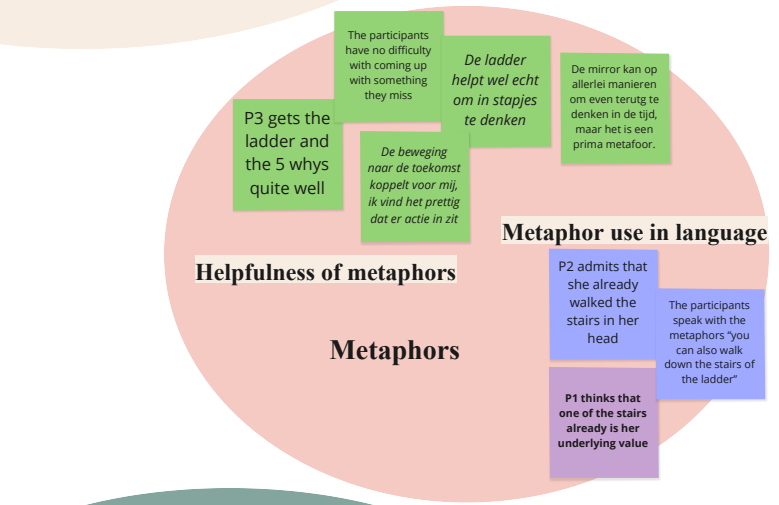 The participants
have no difficulty
with coming up
with something
they miss
De ladder
helpt wel echt
om in stapjes
te denken
De mirror kan op
allerlei manieren
om even terutg te
denken in de tijd,
maar het is een
prima metafoor.
P3 gets the
ladder and
the 5 whys
quite well
De beweging
naar de toekomst
koppelt voor mij,
ik vind het prettig
dat er actie in zit
Metaphor use in language
Helpfulness of metaphors
P2 admits that
she already
walked the
stairs in her
head
The participants
speak with the
metaphors “you
can also walk
down the stairs of
the ladder”
Metaphors
P1 thinks that
one of the stairs
already is her
underlying value